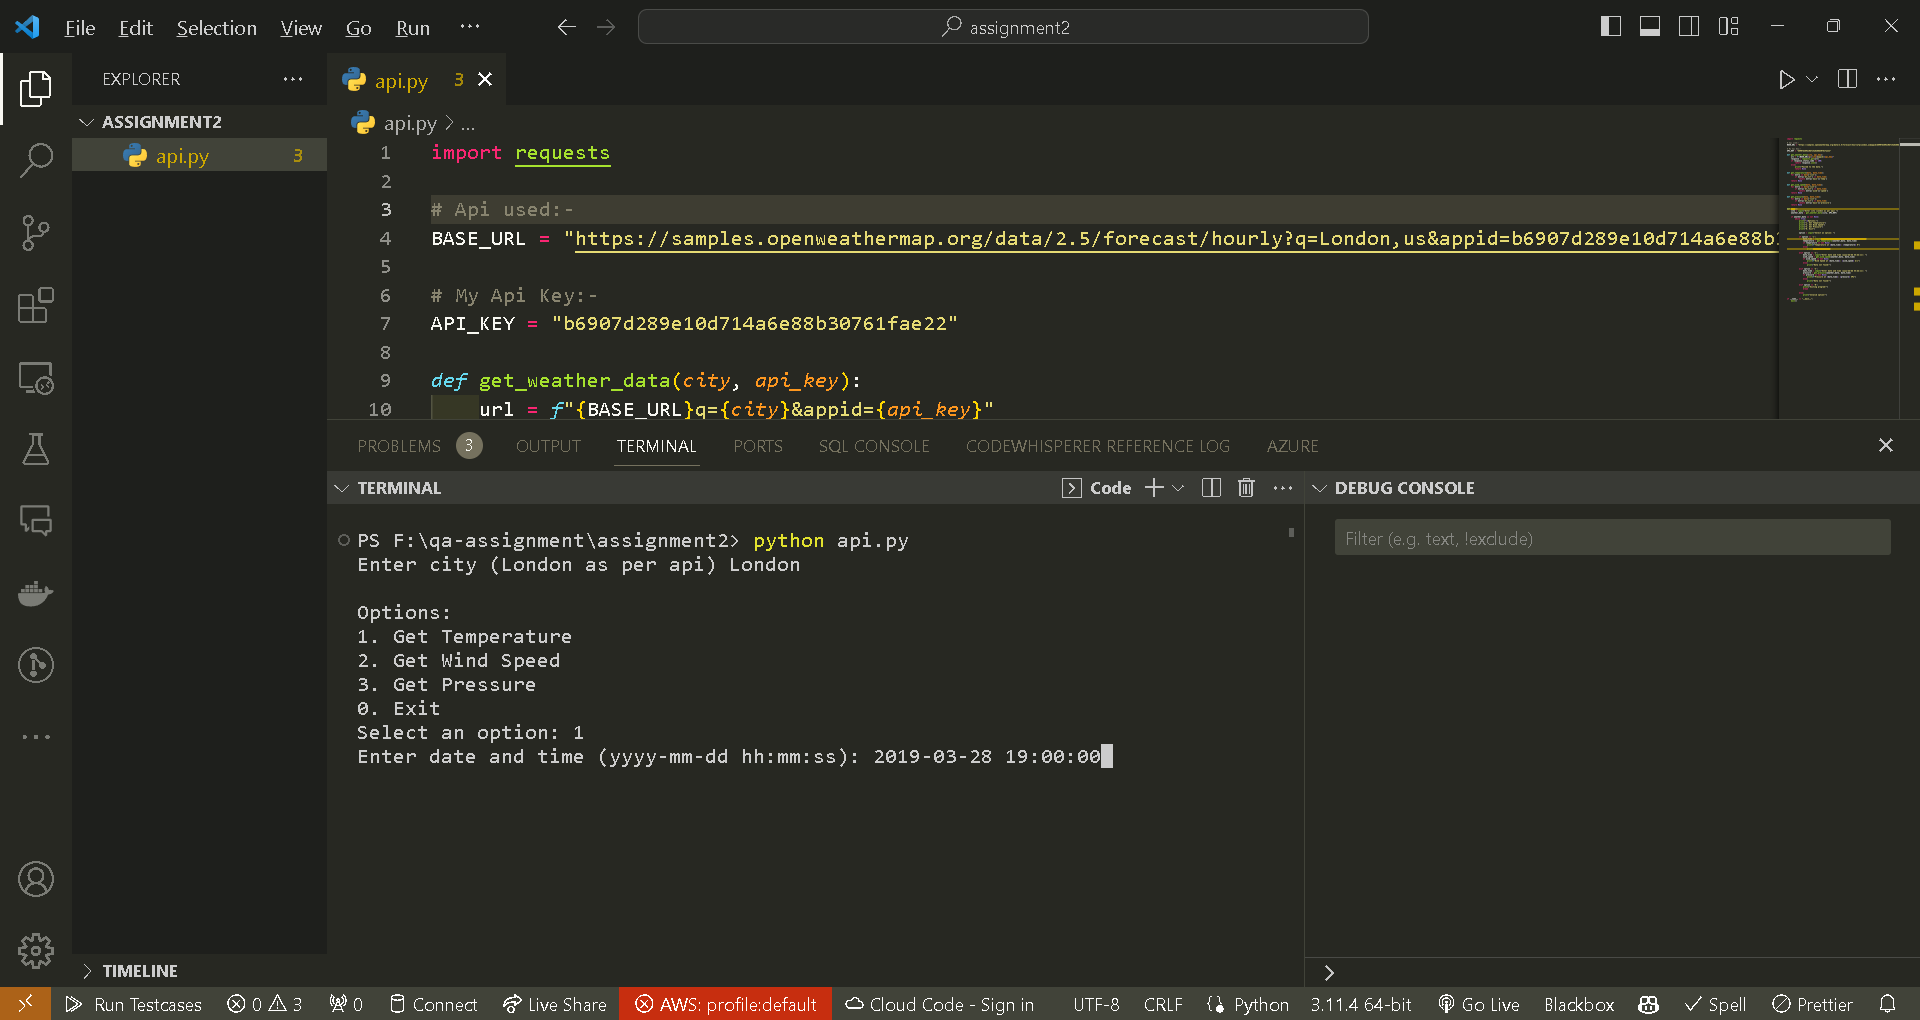 File Edit Selection View Go Run ···
assignment2
EXPLORER ···
api.py 3
ASSIGNMENT2
api.py 3
api.py > ...
1 import requests
2
3 # Api used:-
4 BASE_URL = "https://samples.openweathermap.org/data/2.5/forecast/hourly?q=London,us&appid=b6907d289e10d714a6e88b
5
6 # My Api Key:-
7 API_KEY = "b6907d289e10d714a6e88b30761fae22"
8
9 def get_weather_data(city, api_key):
10 url = f"{BASE_URL}q={city}&appid={api_key}"
PROBLEMS 3 OUTPUT TERMINAL PORTS SQL CONSOLE CODEWHISPERER REFERENCE LOG AZURE
TERMINAL
Code
DEBUG CONSOLE
Filter (e.g. text, !exclude)
PS F:\qa-assignment\assignment2> python api.py
Enter city (London as per api) London
Options:
1. Get Temperature
2. Get Wind Speed
3. Get Pressure
0. Exit
Select an option: 1
Enter date and time (yyyy-mm-dd hh:mm:ss): 2019-03-28 19:00:00
TIMELINE
Run Testcases 0 3 0 Connect Live Share AWS: profile:default Cloud Code - Sign in UTF-8 CRLF Python 3.11.4 64-bit Go Live Blackbox Spell Prettier